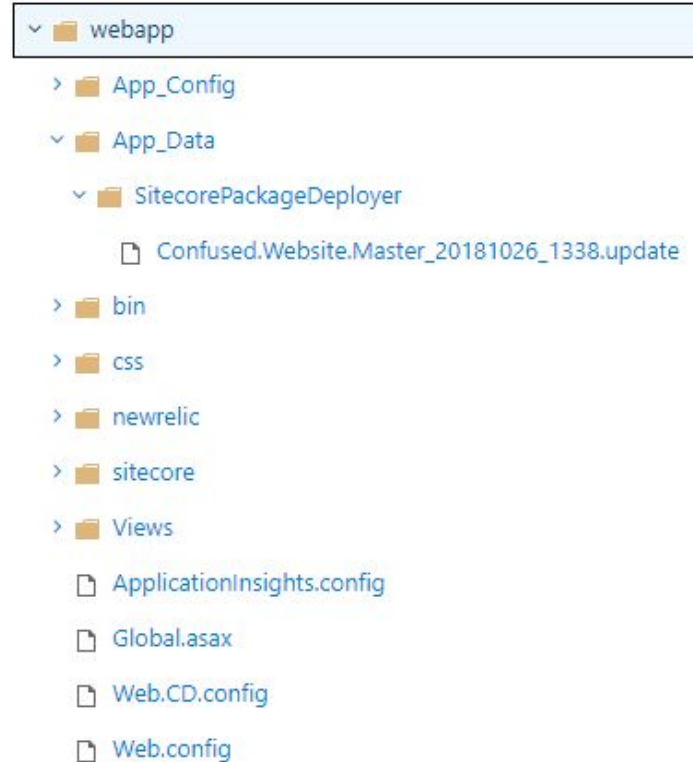 webapp
App_Config
App_Data
SitecorePackageDeployer
Confused.Website.Master_20181026_1338.update
bin
css
newrelic
sitecore
Views
ApplicationInsights.config
Global.asax
Web.CD.config
Web.config